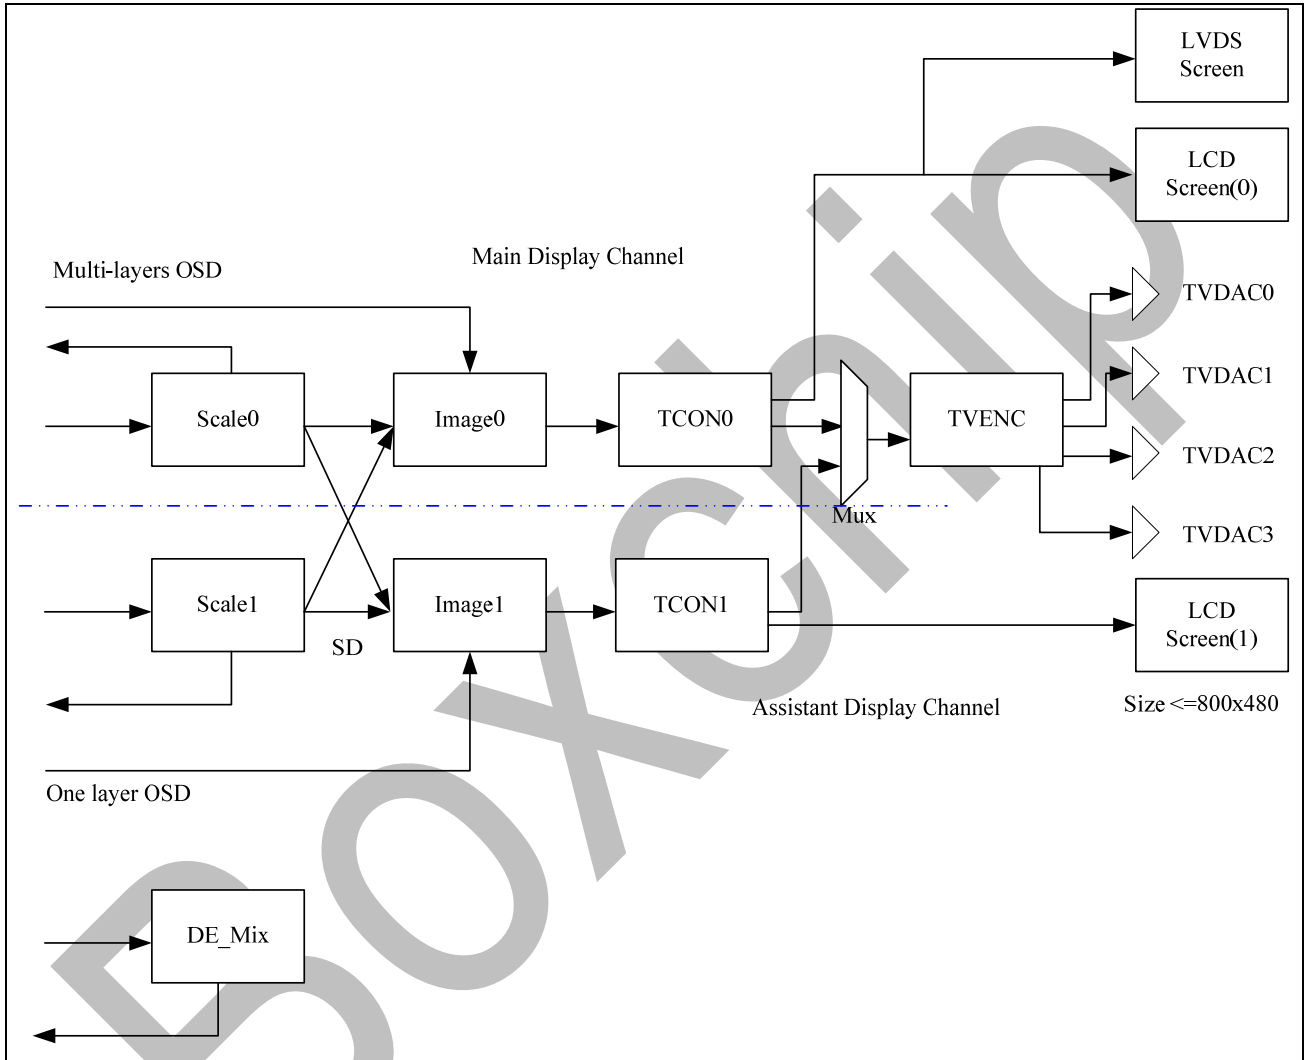 LVDS
Screen
LCD
Screen(0)
Main Display Channel
Multi-layers OSD
TVDAC0
TVDAC1
Scale0
Image0
TCON0
TVENC
TVDAC2
Mux
TVDAC3
Scale1
Image1
TCON1
LCD
Screen(1)
SD
Assistant Display Channel
Size <=800x480
One layer OSD
DE_Mix
Boxchip